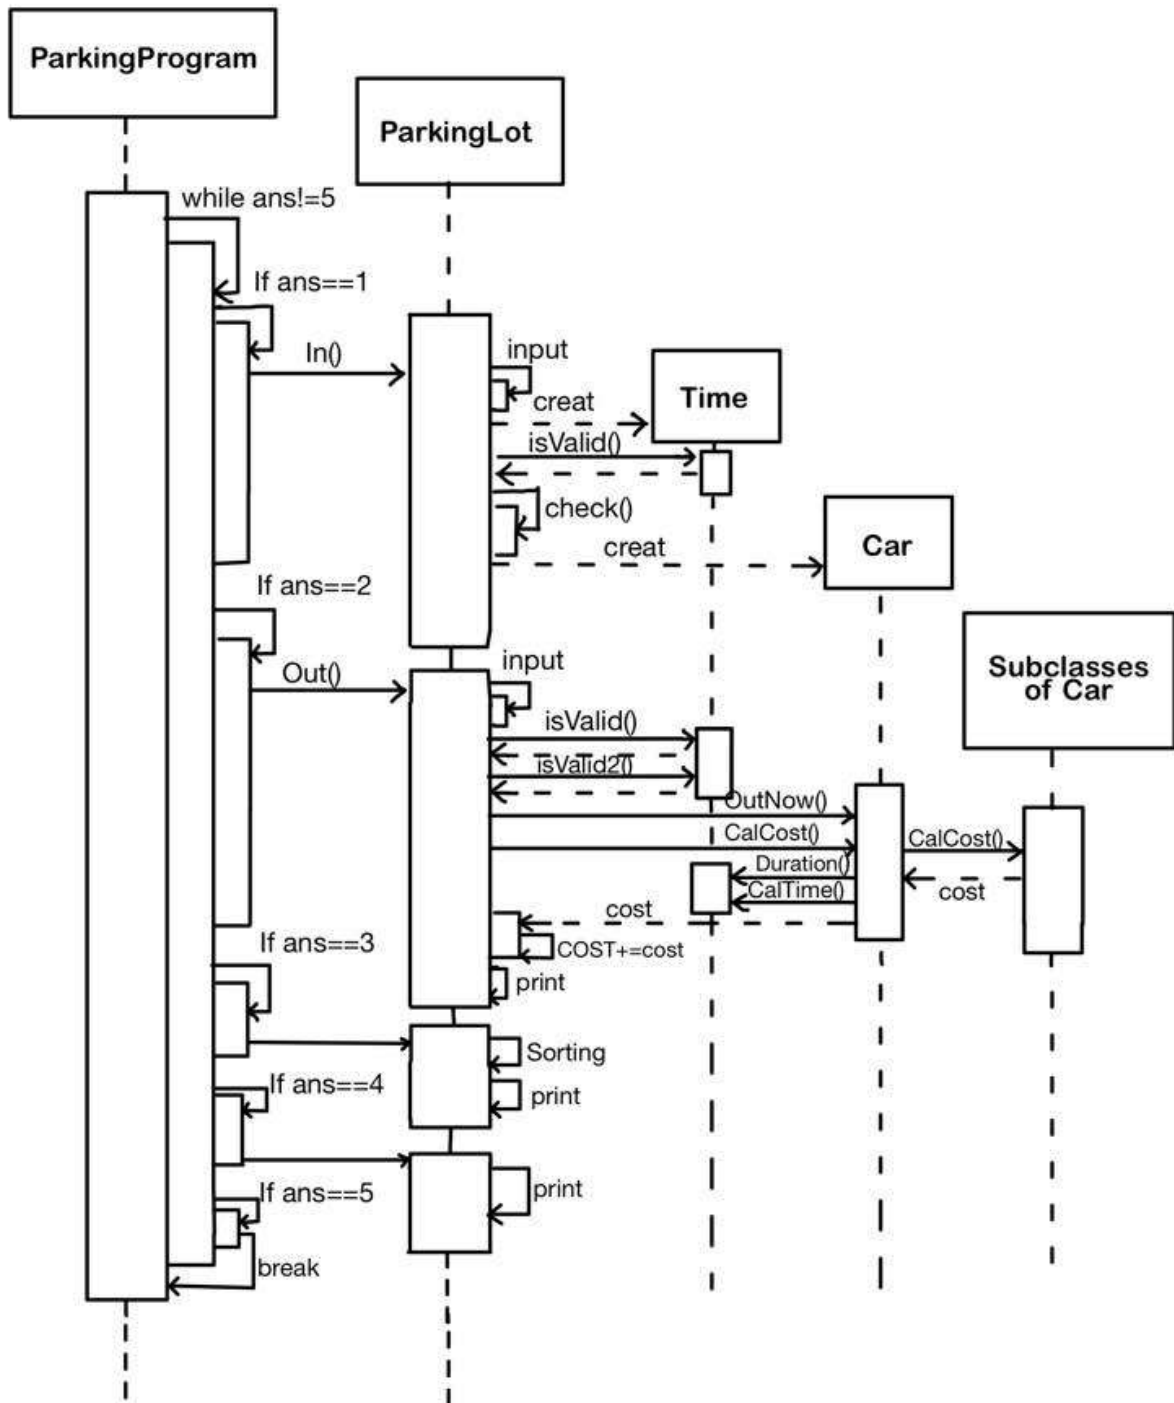 ParkingProgram
ParkingLot
while ans!=5
If ans==1
In()
input
creat
Time
isValid()
check()
creat
Car
If ans==2
Out()
input
Subclasses
of Car
isValid()
isValid2()
OutNow()
CalCost()
CalCost()
Duration()
CalTime()
cost
cost
If ans==3
COST+=cost
print
Sorting
If ans==4
print
If ans==5
print
break